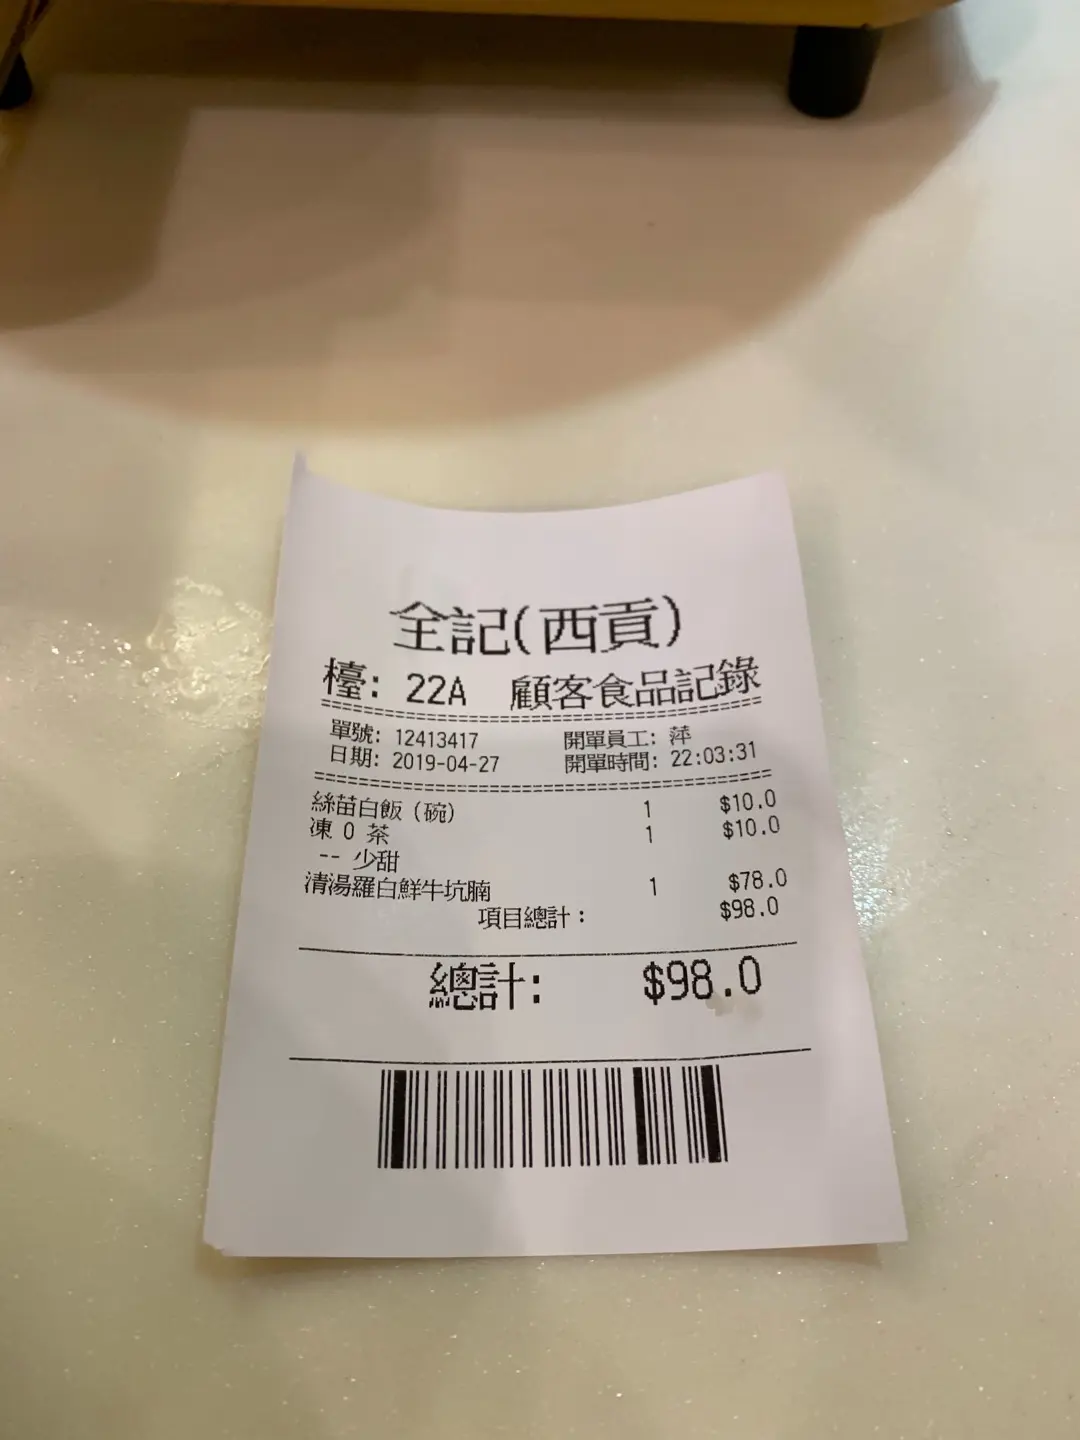 全記(西貢)
檯: 22A 顧客食品記錄
單號: 12413417 開單員工: 萍
日期: 2019-04-27 開單時間: 22:03:31
絲苗白飯(碗) 1 $10.0
凍 0 茶 1 $10.0
-- 少甜
清湯羅白鮮牛坑腩 1 $78.0
項目總計: $98.0
總計: $98.0